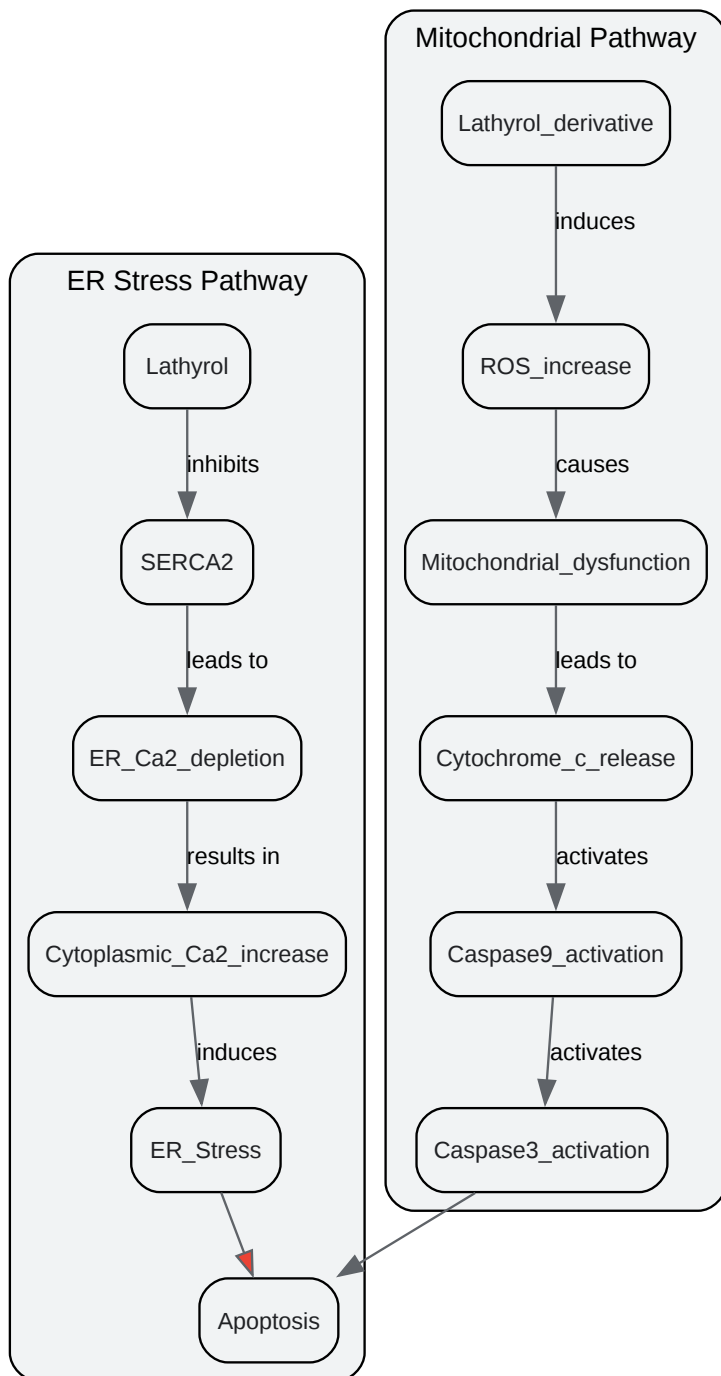 Mitochondrial Pathway
Lathyrol_derivative
induces
ER Stress Pathway
Lathyrol
ROS_increase
inhibits
causes
SERCA2
Mitochondrial_dysfunction
leads to
leads to
ER_Ca2_depletion
Cytochrome_c_release
results in
activates
Cytoplasmic_Ca2_increase
Caspase9_activation
induces
activates
ER_Stress
Caspase3_activation
Apoptosis